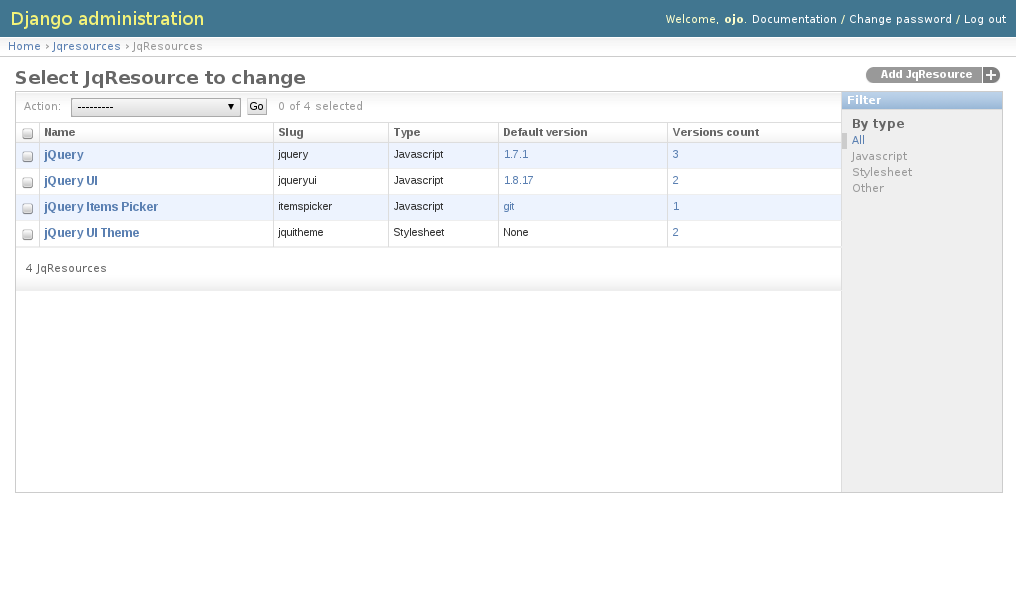 Django administration
Welcome, ojo. Documentation / Change password / Log out
Home › Jqresources › JqResources
Select JqResource to change
Add JqResource +
Action: --------- Go 0 of 4 selected
Name Slug Type Default version Versions count
jQuery jquery Javascript 1.7.1 3
jQuery UI jqueryui Javascript 1.8.17 2
jQuery Items Picker itemspicker Javascript git 1
jQuery UI Theme jquitheme Stylesheet None 2
4 JqResources
Filter
By type
All
Javascript
Stylesheet
Other